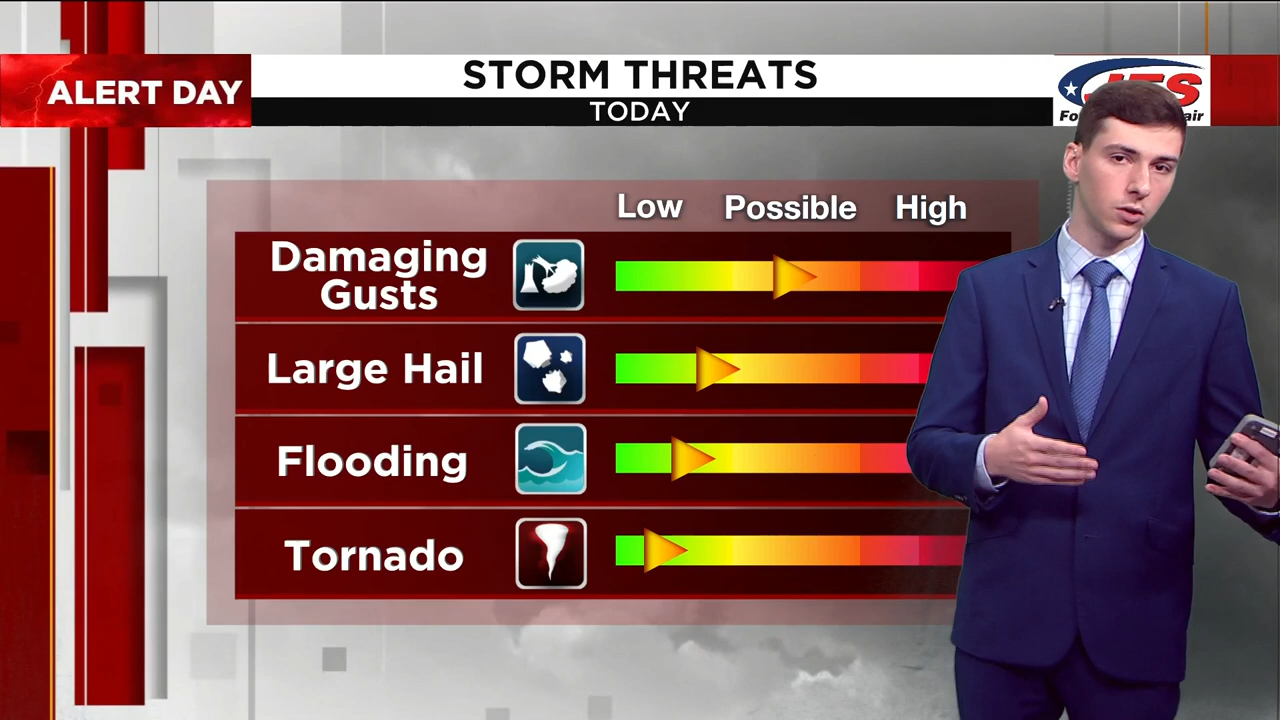 ALERT DAY
STORM THREATS
TODAY
Low Possible High
Damaging
Gusts
Large Hail
Flooding
Tornado